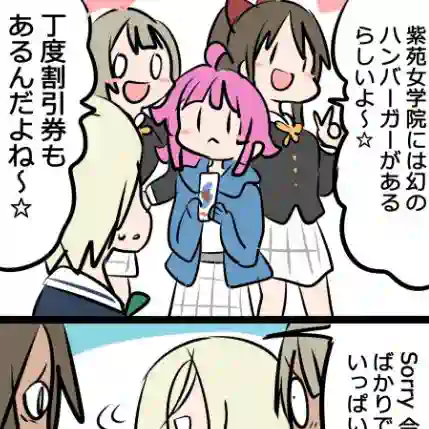 紫苑女学院には幻の
ハンバーガーがある
らしいよ～☆
丁度割引券も
あるんだよね～☆
Sorry 会
ばかりで
いっぱい